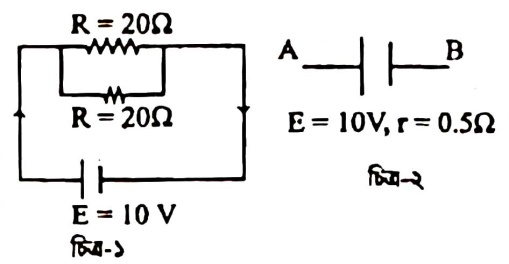 R = 20Ω
R = 20Ω
E = 10 V
চিত্র-১
A B
E = 10V, r = 0.5Ω
চিত্র-২